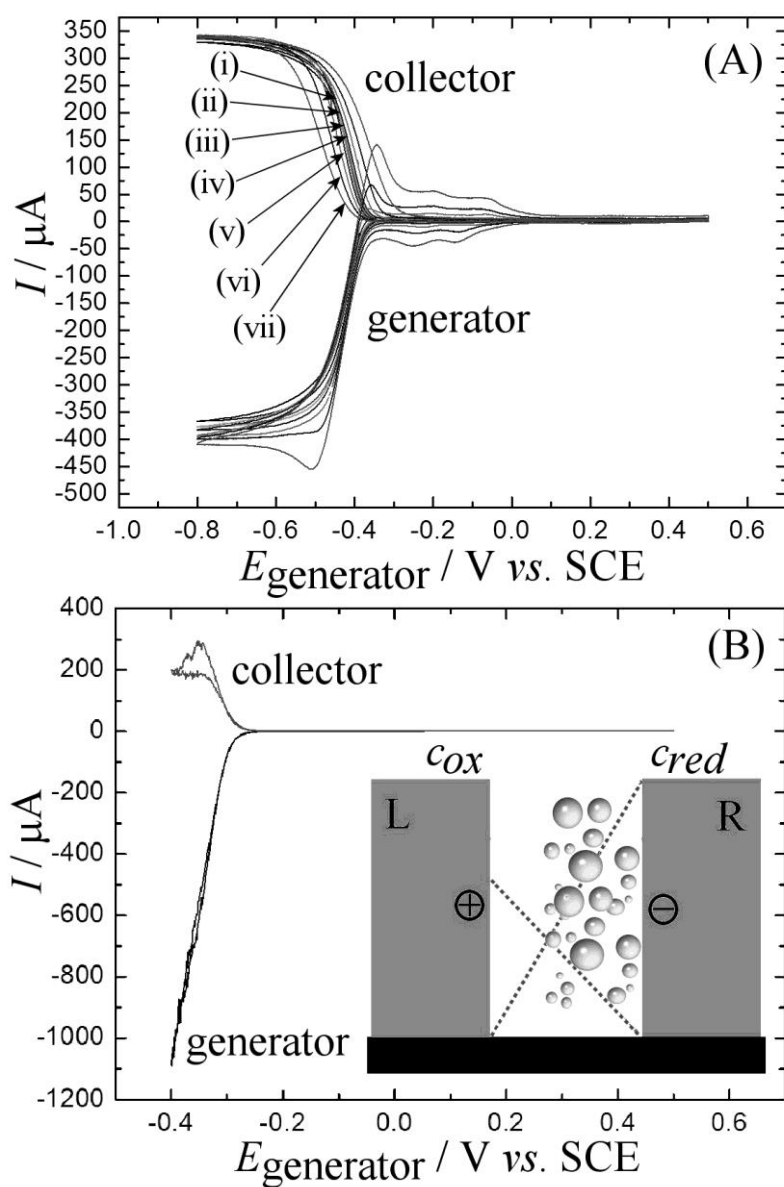 (A)
I / µA
350
300
250
200
150
100
50
0
-50
-100
-150
-200
-250
-300
-350
-400
-450
-500
collector
(i)
(ii)
(iii)
(iv)
(v)
(vi)
(vii)
generator
-1.0 -0.8 -0.6 -0.4 -0.2 0.0 0.2 0.4 0.6
Egenerator / V vs. SCE
(B)
I / µA
400
200
0
-200
-400
-600
-800
-1000
-1200
collector
generator
cox cred
L R
+ −
-0.4 -0.2 0.0 0.2 0.4 0.6
Egenerator / V vs. SCE